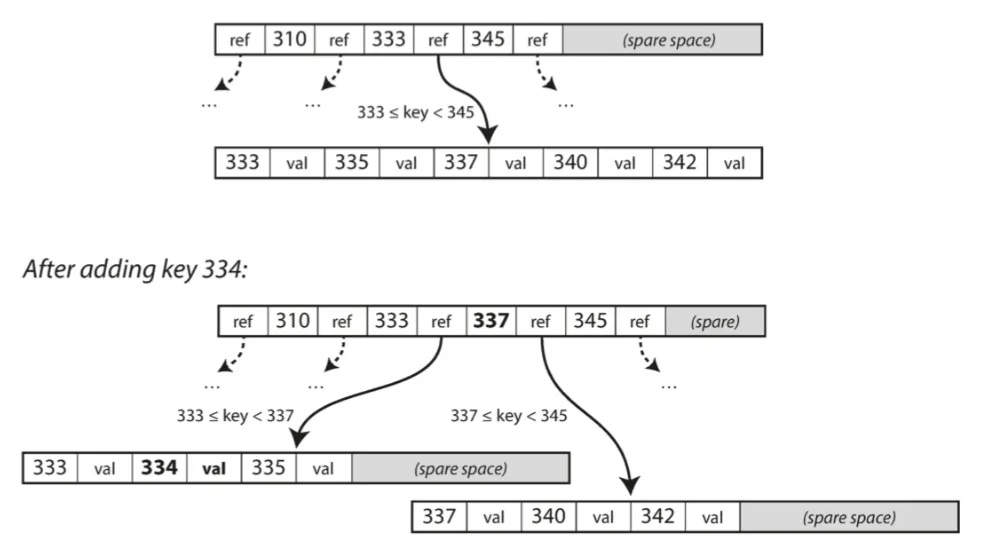 ref 310 ref 333 ref 345 ref (spare space)
... ... ...
333 ≤ key < 345
333 val 335 val 337 val 340 val 342 val
After adding key 334:
ref 310 ref 333 ref 337 ref 345 ref (spare)
... ... ...
333 ≤ key < 337 337 ≤ key < 345
333 val 334 val 335 val (spare space)
337 val 340 val 342 val (spare space)